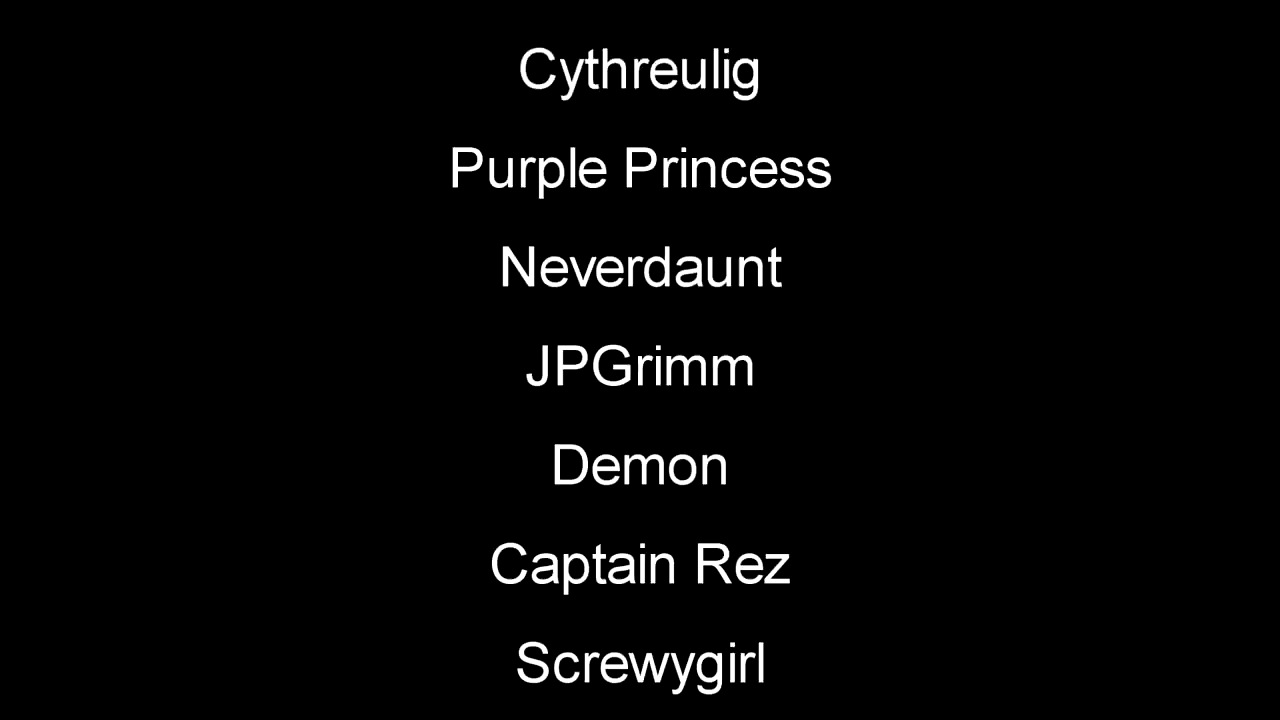 Cythreulig
Purple Princess
Neverdaunt
JPGrimm
Demon
Captain Rez
Screwygirl